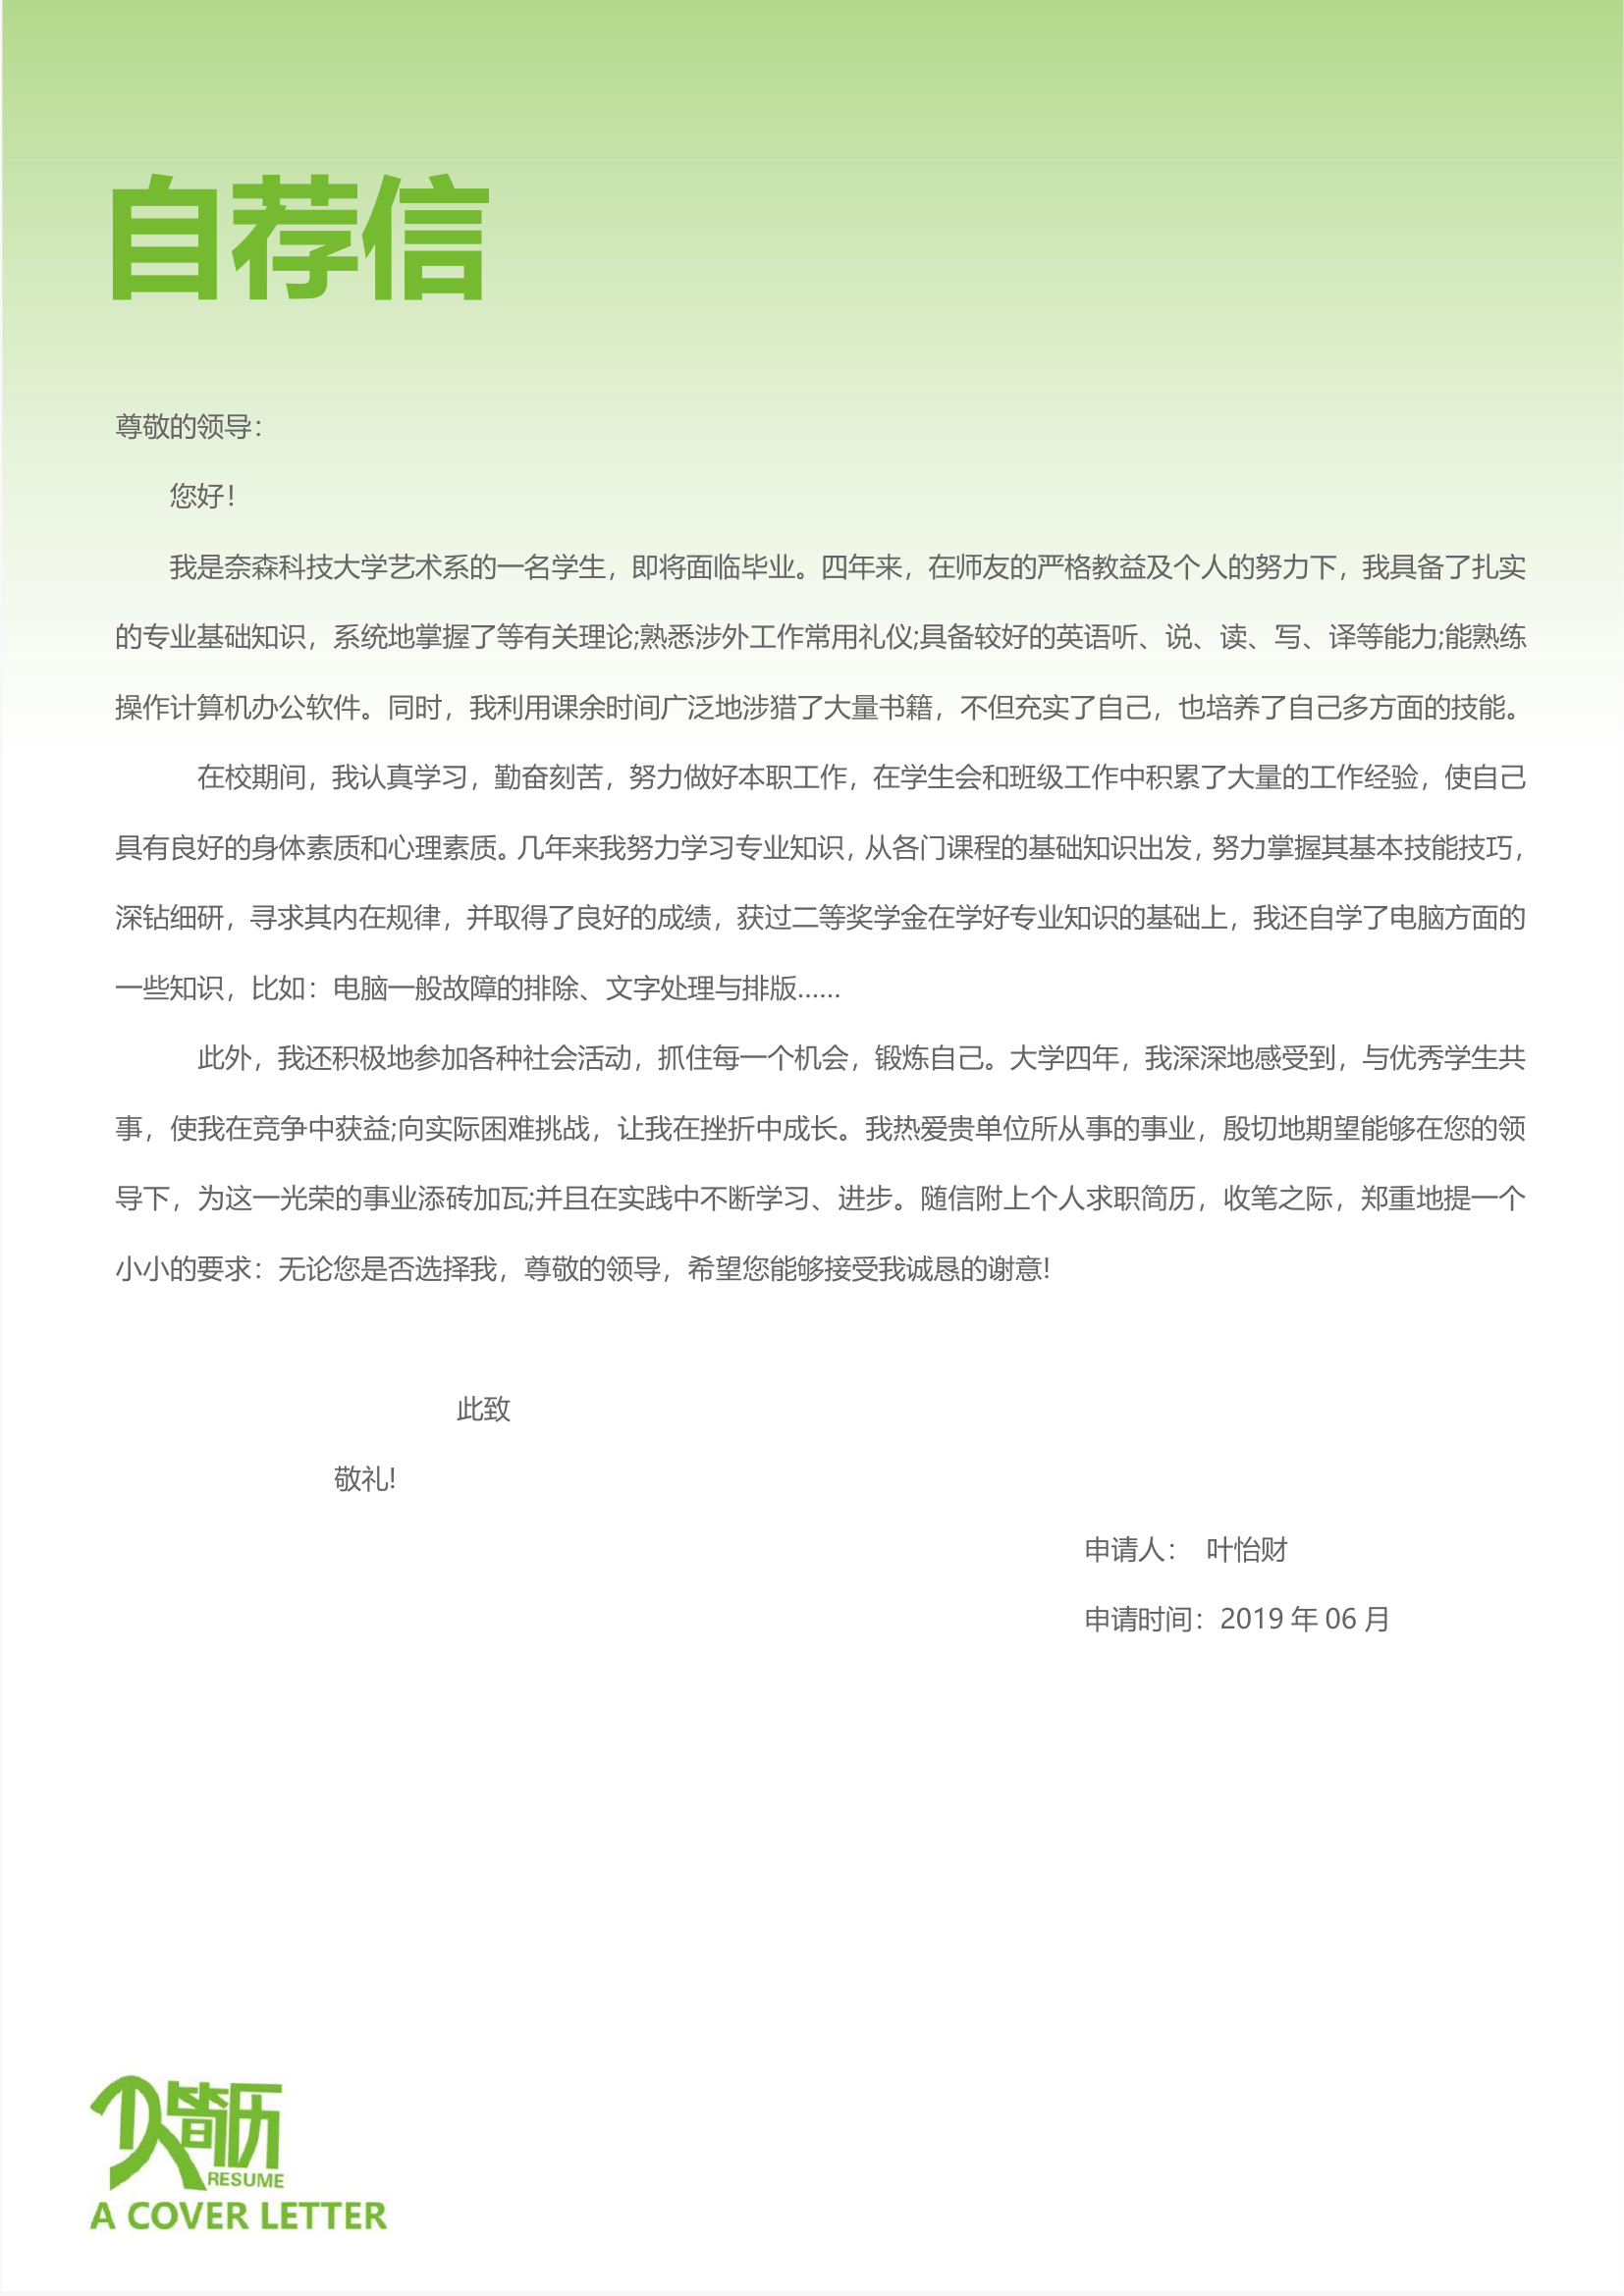 自荐信
尊敬的领导：
您好！
我是奈森科技大学艺术系的一名学生，即将面临毕业。四年来，在师友的严格教益及个人的努力下，我具备了扎实
的专业基础知识，系统地掌握了等有关理论;熟悉涉外工作常用礼仪;具备较好的英语听、说、读、写、译等能力;能熟练
操作计算机办公软件。同时，我利用课余时间广泛地涉猎了大量书籍，不但充实了自己，也培养了自己多方面的技能。
在校期间，我认真学习，勤奋刻苦，努力做好本职工作，在学生会和班级工作中积累了大量的工作经验，使自己
具有良好的身体素质和心理素质。几年来我努力学习专业知识，从各门课程的基础知识出发，努力掌握其基本技能技巧，
深钻细研，寻求其内在规律，并取得了良好的成绩，获过二等奖学金在学好专业知识的基础上，我还自学了电脑方面的
一些知识，比如：电脑一般故障的排除、文字处理与排版......
此外，我还积极地参加各种社会活动，抓住每一个机会，锻炼自己。大学四年，我深深地感受到，与优秀学生共
事，使我在竞争中获益;向实际困难挑战，让我在挫折中成长。我热爱贵单位所从事的事业，殷切地期望能够在您的领
导下，为这一光荣的事业添砖加瓦;并且在实践中不断学习、进步。随信附上个人求职简历，收笔之际，郑重地提一个
小小的要求：无论您是否选择我，尊敬的领导，希望您能够接受我诚恳的谢意!
此致
敬礼!
申请人： 叶怡财
申请时间：2019 年 06 月
简历
RESUME
A COVER LETTER